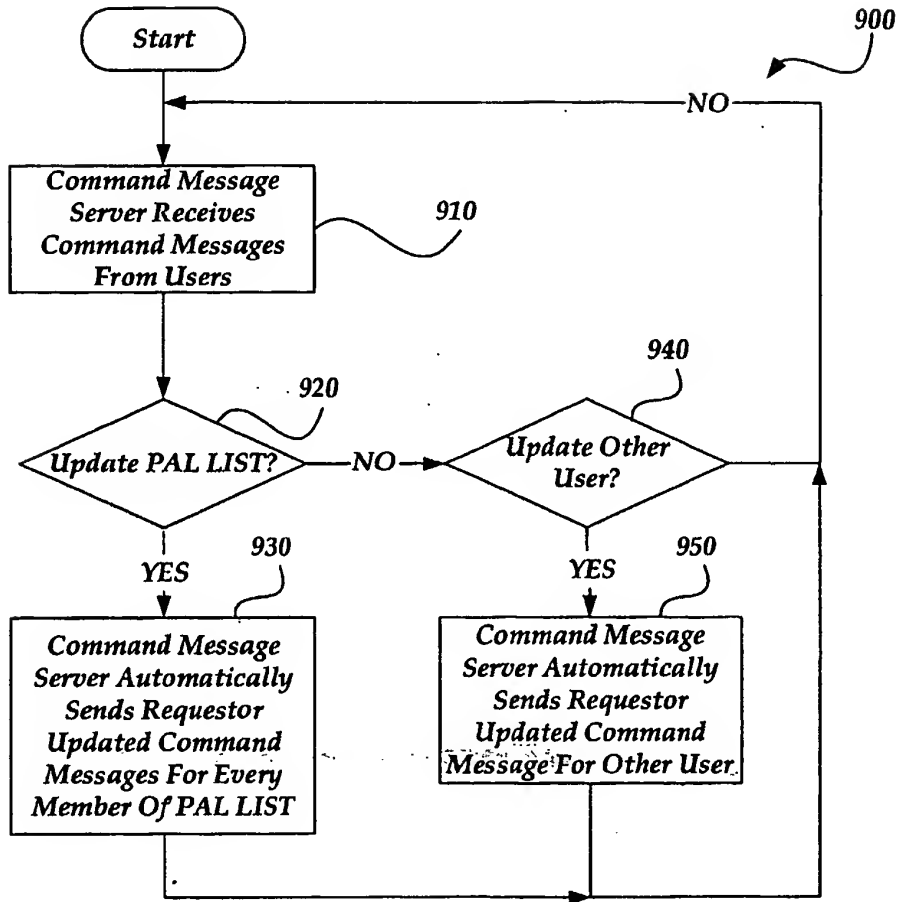 Start
900
NO
Command Message
Server Receives
Command Messages
From Users
910
940
920
Update PAL LIST?
NO
Update Other
User?
930
950
YES
YES
Command Message
Server Automatically
Sends Requestor
Updated Command
Messages For Every
Member Of PAL LIST
Command Message
Server Automatically
Sends Requestor
Updated Command
Message For Other User